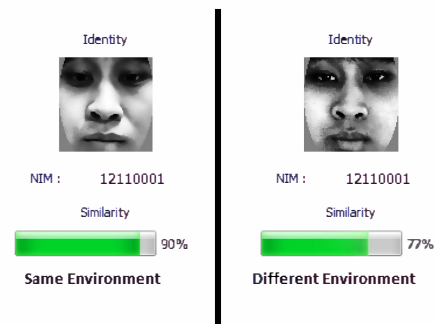 Identity
NIM : 12110001
Similarity
90%
Same Environment
Identity
NIM : 12110001
Similarity
77%
Different Environment